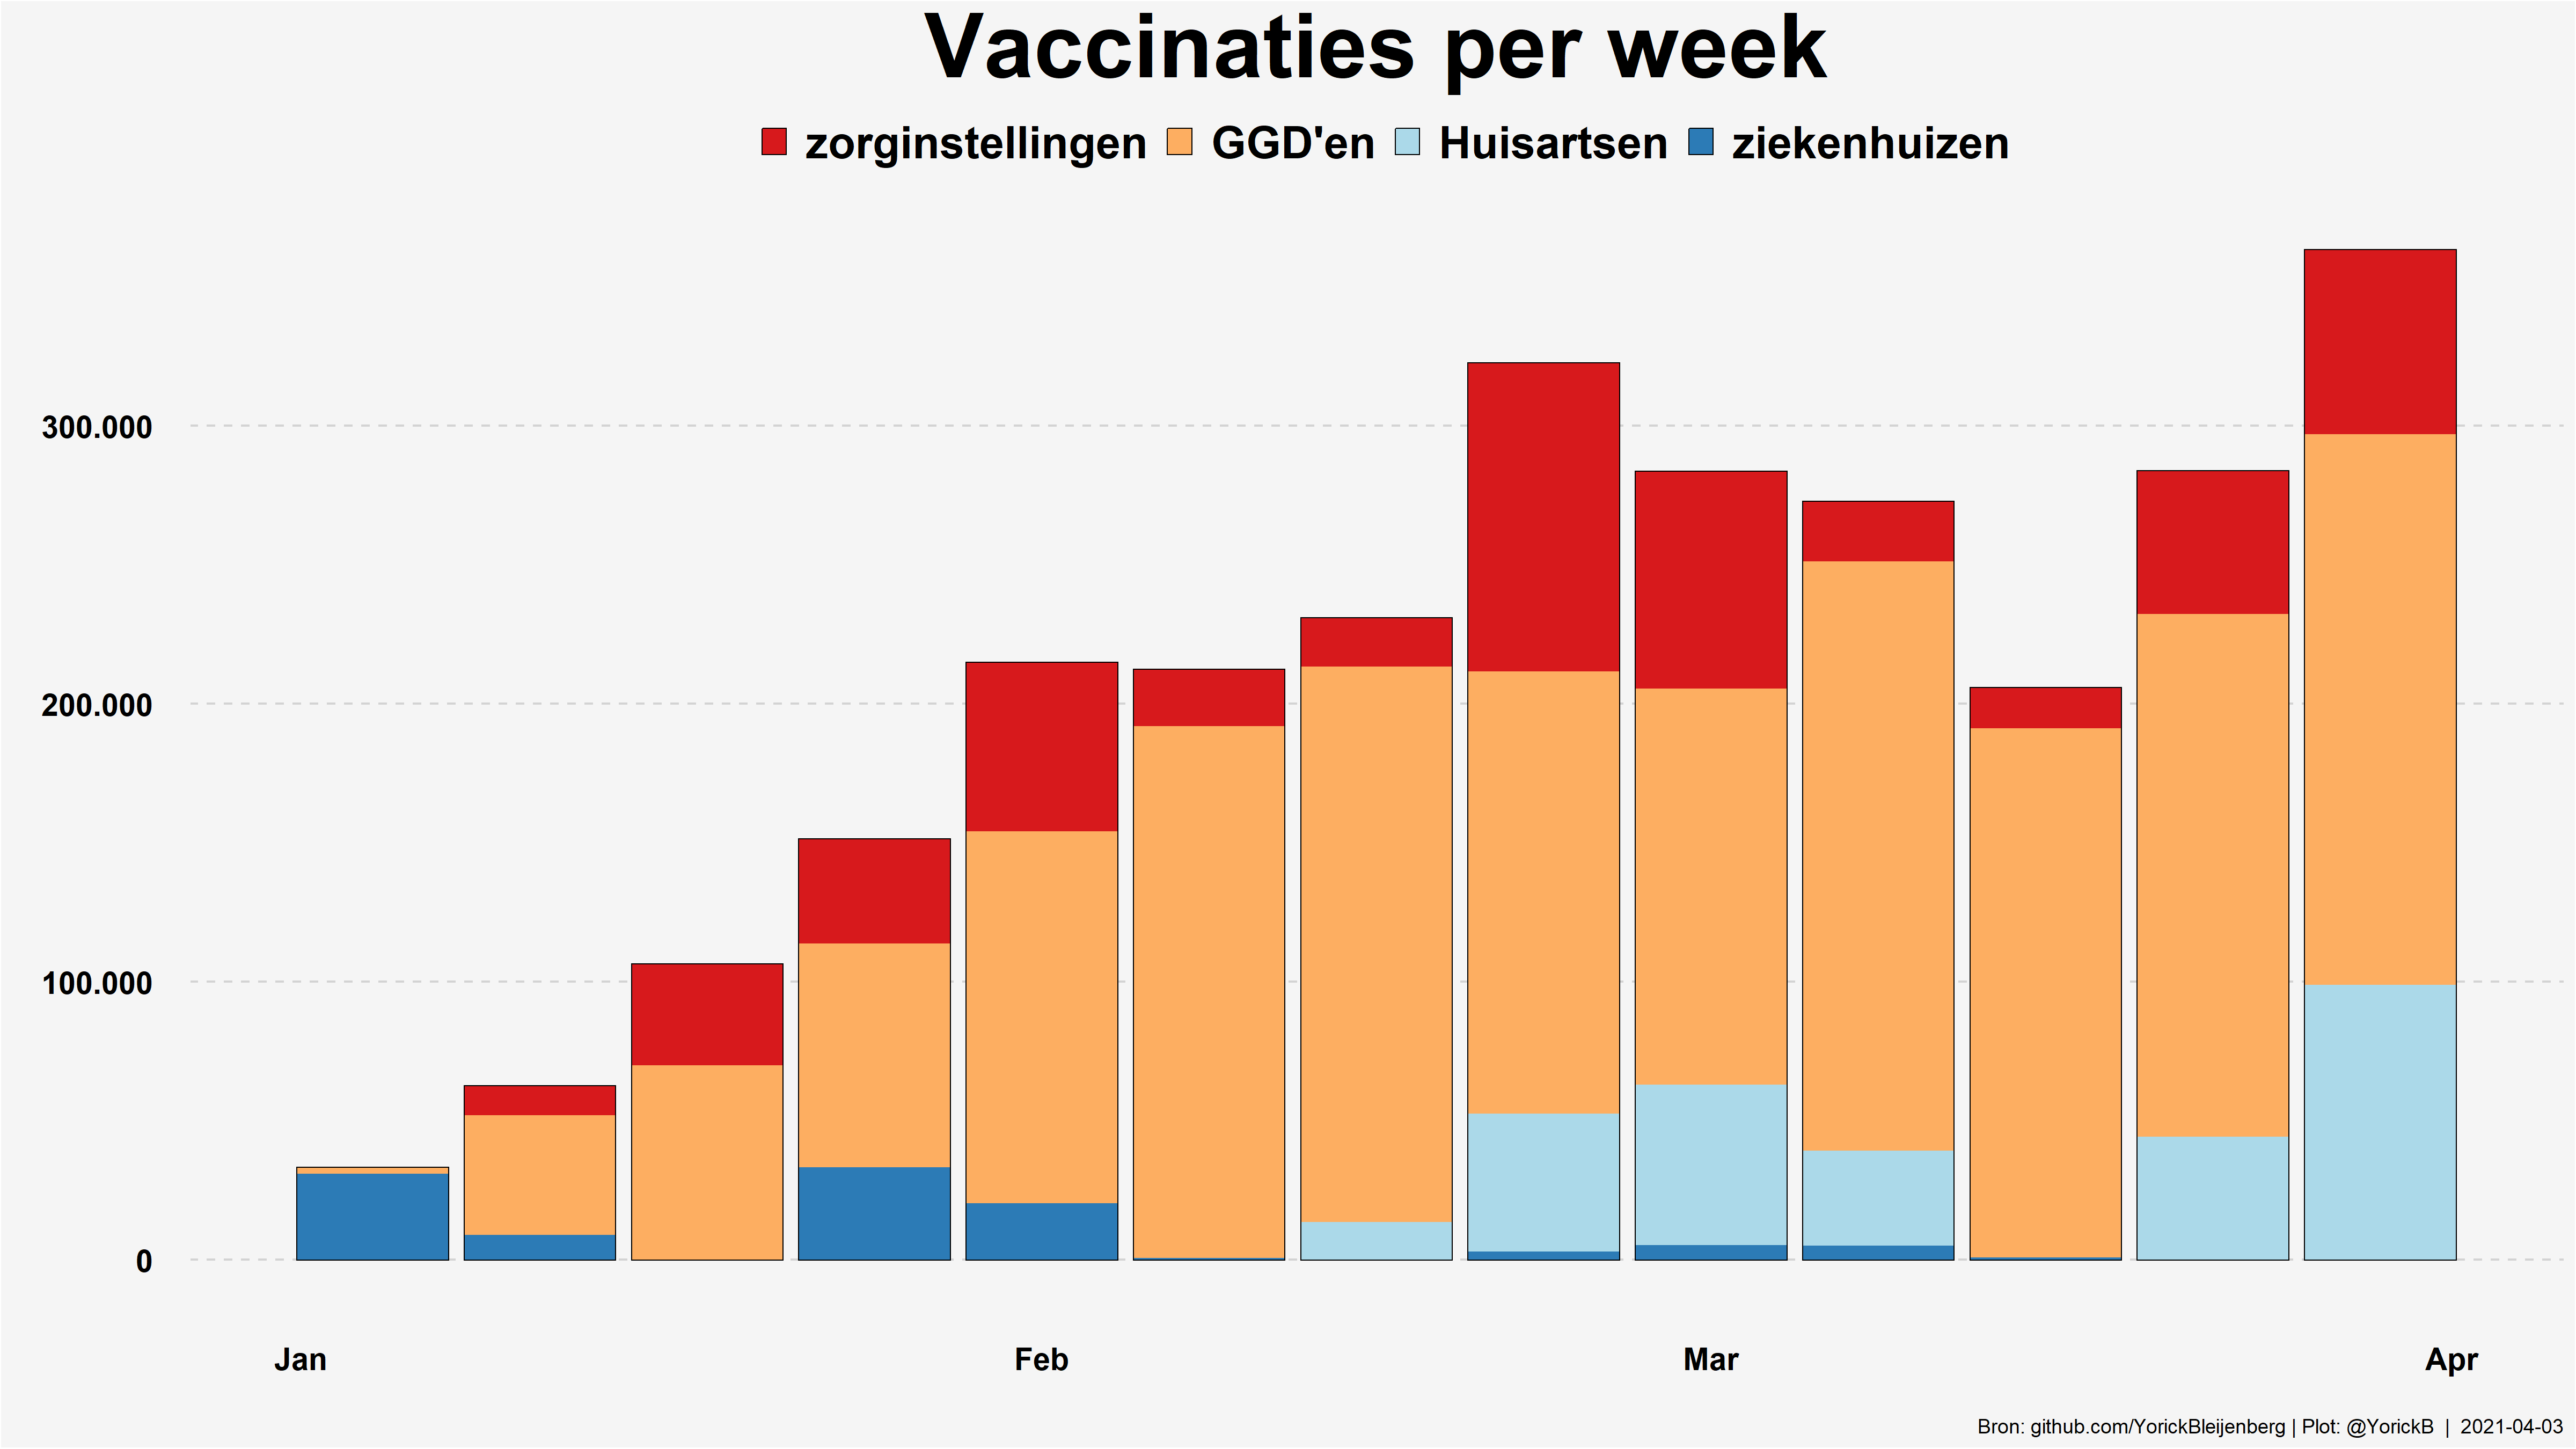 Vaccinaties per week
zorginstellingen GGD'en Huisartsen ziekenhuizen
300.000
200.000
100.000
0
Jan Feb Mar Apr
Bron: github.com/YorickBleijenberg | Plot: @YorickB | 2021-04-03